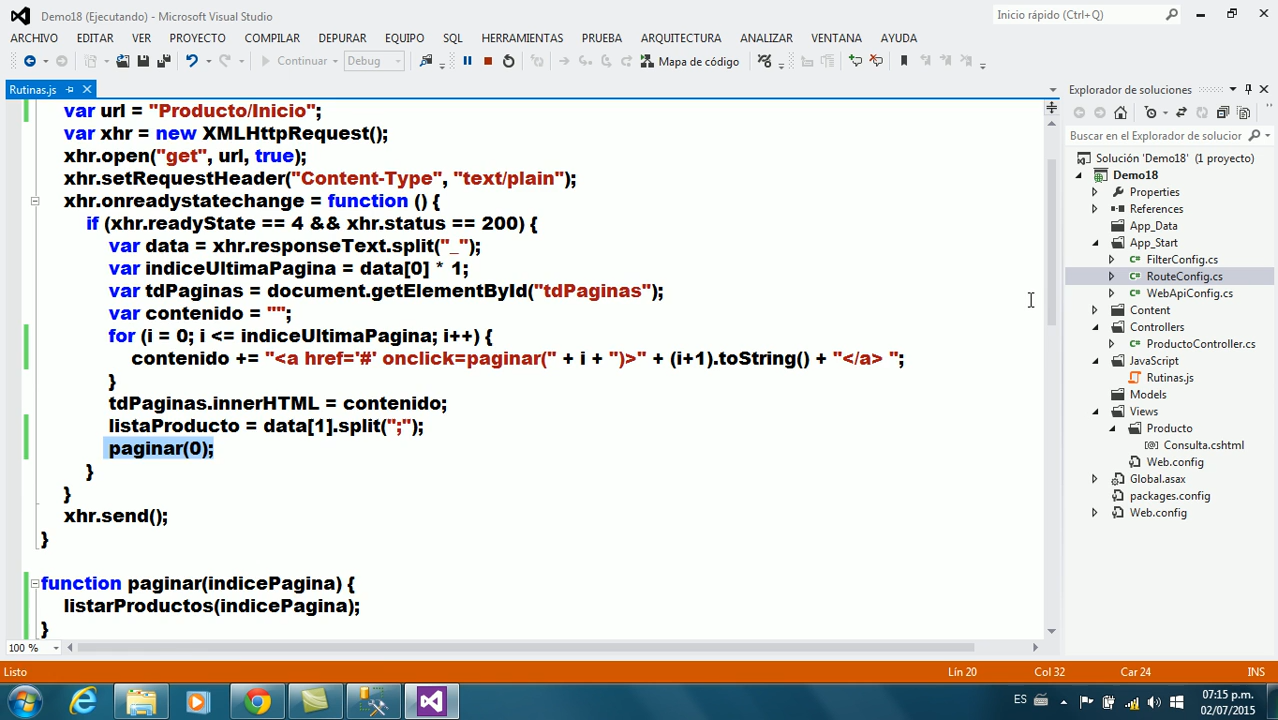 Demo18 (Ejecutando) - Microsoft Visual Studio
Inicio rápido (Ctrl+Q)
ARCHIVO EDITAR VER PROYECTO COMPILAR DEPURAR EQUIPO SQL HERRAMIENTAS PRUEBA ARQUITECTURA ANALIZAR VENTANA AYUDA
Continuar Debug Mapa de código
Rutinas.js
var url = "Producto/Inicio";
var xhr = new XMLHttpRequest();
xhr.open("get", url, true);
xhr.setRequestHeader("Content-Type", "text/plain");
xhr.onreadystatechange = function () {
if (xhr.readyState == 4 && xhr.status == 200) {
var data = xhr.responseText.split("_");
var indiceUltimaPagina = data[0] * 1;
var tdPaginas = document.getElementById("tdPaginas");
var contenido = "";
for (i = 0; i <= indiceUltimaPagina; i++) {
contenido += "<a href='#' onclick=paginar(" + i + ")>" + (i+1).toString() + "</a> ";
}
tdPaginas.innerHTML = contenido;
listaProducto = data[1].split(";");
paginar(0);
}
}
xhr.send();
}
function paginar(indicePagina) {
listarProductos(indicePagina);
}
100 %
Explorador de soluciones
Buscar en el Explorador de solucior
Solución 'Demo18' (1 proyecto)
Demo18
Properties
References
App_Data
App_Start
FilterConfig.cs
RouteConfig.cs
WebApiConfig.cs
Content
Controllers
ProductoController.cs
JavaScript
Rutinas.js
Models
Views
Producto
Consulta.cshtml
Web.config
Global.asax
packages.config
Web.config
Listo Lín 20 Col 32 Car 24 INS
ES 07:15 p.m.
02/07/2015